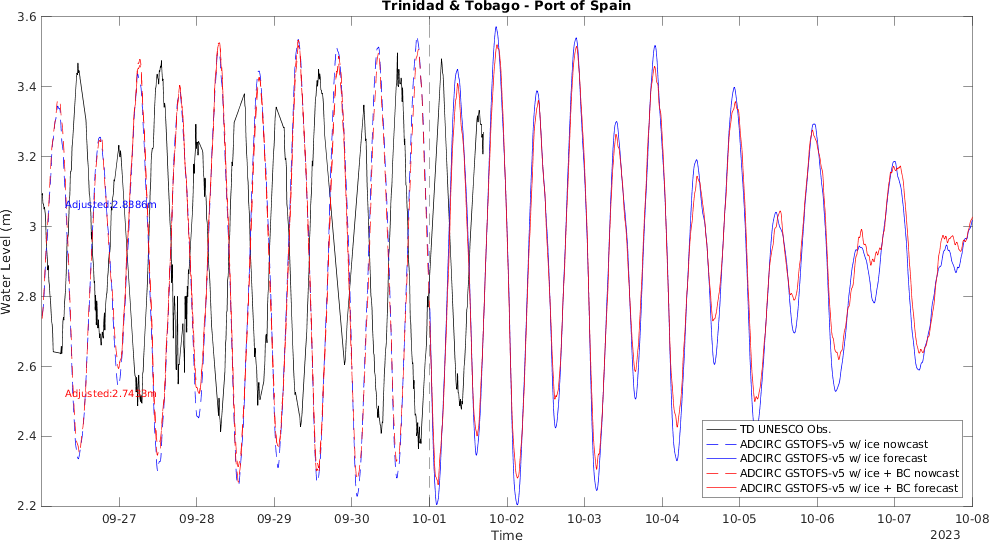 Trinidad & Tobago - Port of Spain
Water Level (m)
3.6
3.4
3.2
3
2.8
2.6
2.4
2.2
Adjusted:2.8386m
TD UNESCO Obs.
ADCIRC GSTOFS-v5 w/ ice nowcast
ADCIRC GSTOFS-v5 w/ ice forecast
ADCIRC GSTOFS-v5 w/ ice + BC nowcast
ADCIRC GSTOFS-v5 w/ ice + BC forecast
09-27
09-28
09-29
09-30
10-01
10-02
10-03
10-04
10-05
10-06
10-07
10-08
Time
2023